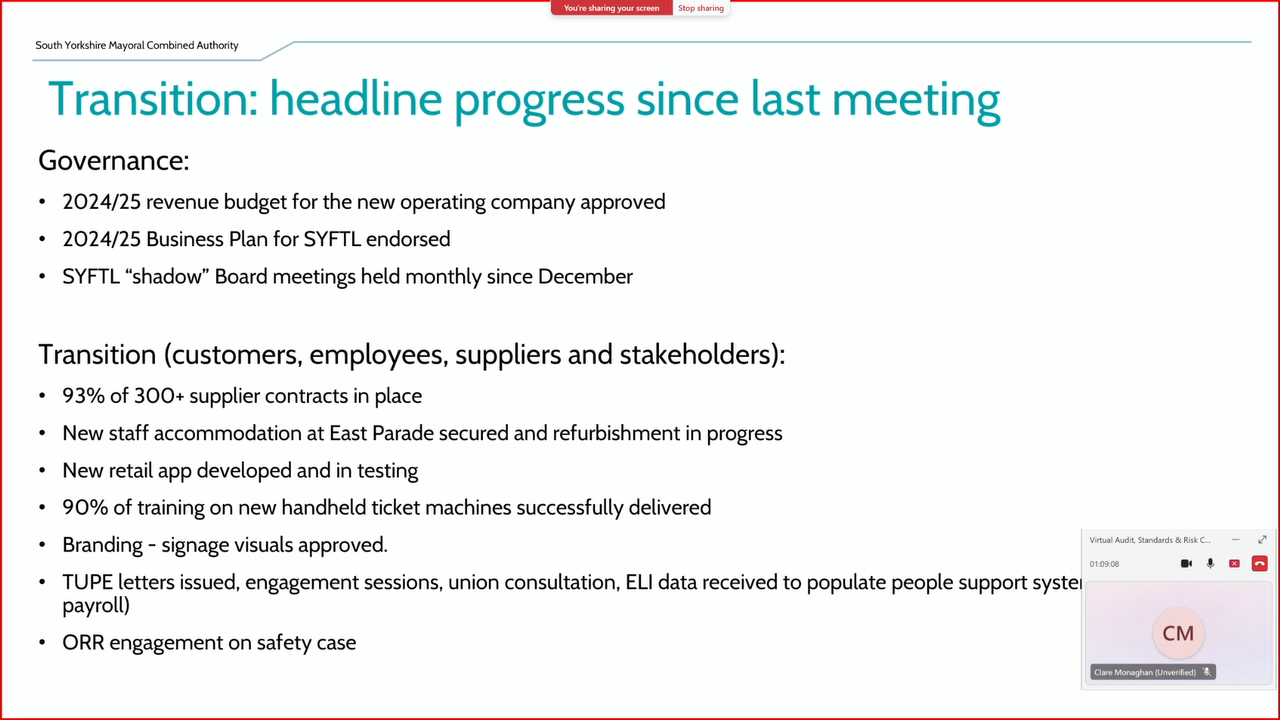 You're sharing your screen
Stop sharing
South Yorkshire Mayoral Combined Authority
Transition: headline progress since last meeting
Governance:
• 2024/25 revenue budget for the new operating company approved
• 2024/25 Business Plan for SYFTL endorsed
• SYFTL “shadow” Board meetings held monthly since December
Transition (customers, employees, suppliers and stakeholders):
• 93% of 300+ supplier contracts in place
• New staff accommodation at East Parade secured and refurbishment in progress
• New retail app developed and in testing
• 90% of training on new handheld ticket machines successfully delivered
• Branding - signage visuals approved.
• TUPE letters issued, engagement sessions, union consultation, ELI data received to populate people support
payroll)
• ORR engagement on safety case
Virtual Audit, Standards & Risk C...
01:09:08
CM
Clare Monaghan (Unverified)